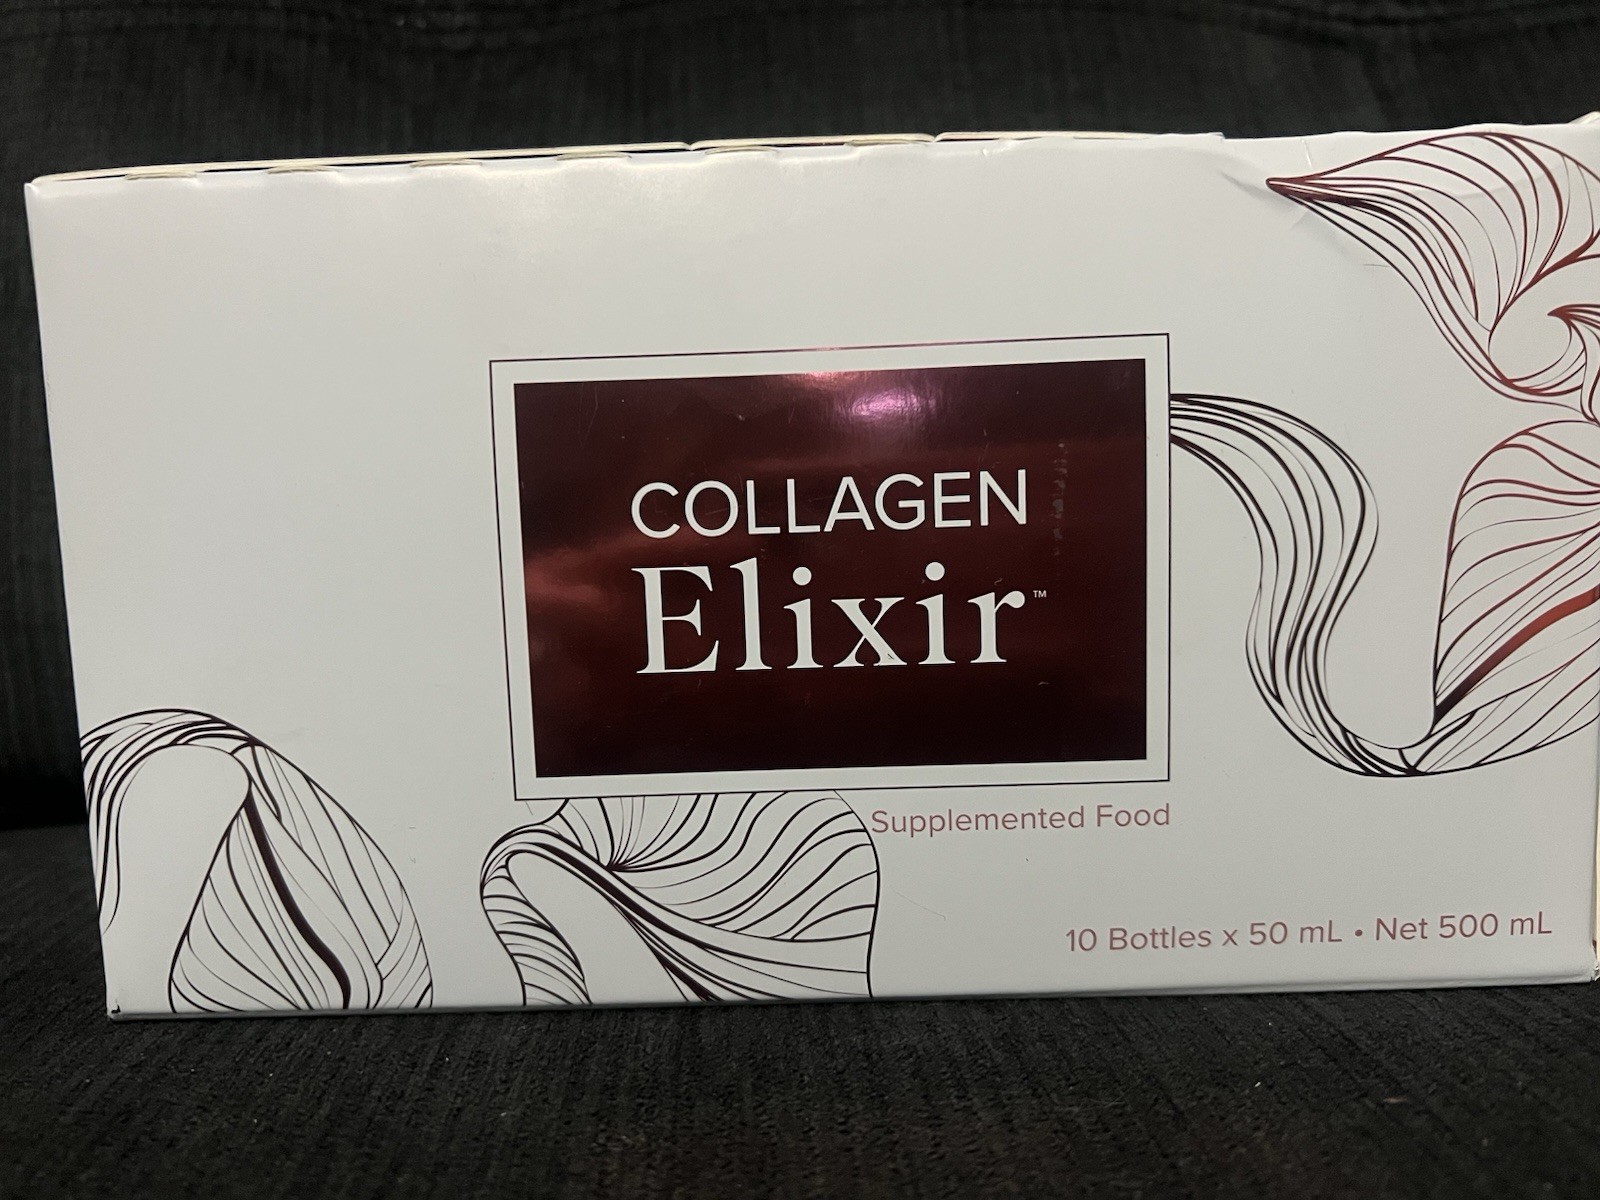 COLLAGEN
Elixir™
Supplemented Food
10 Bottles x 50 mL • Net 500 mL